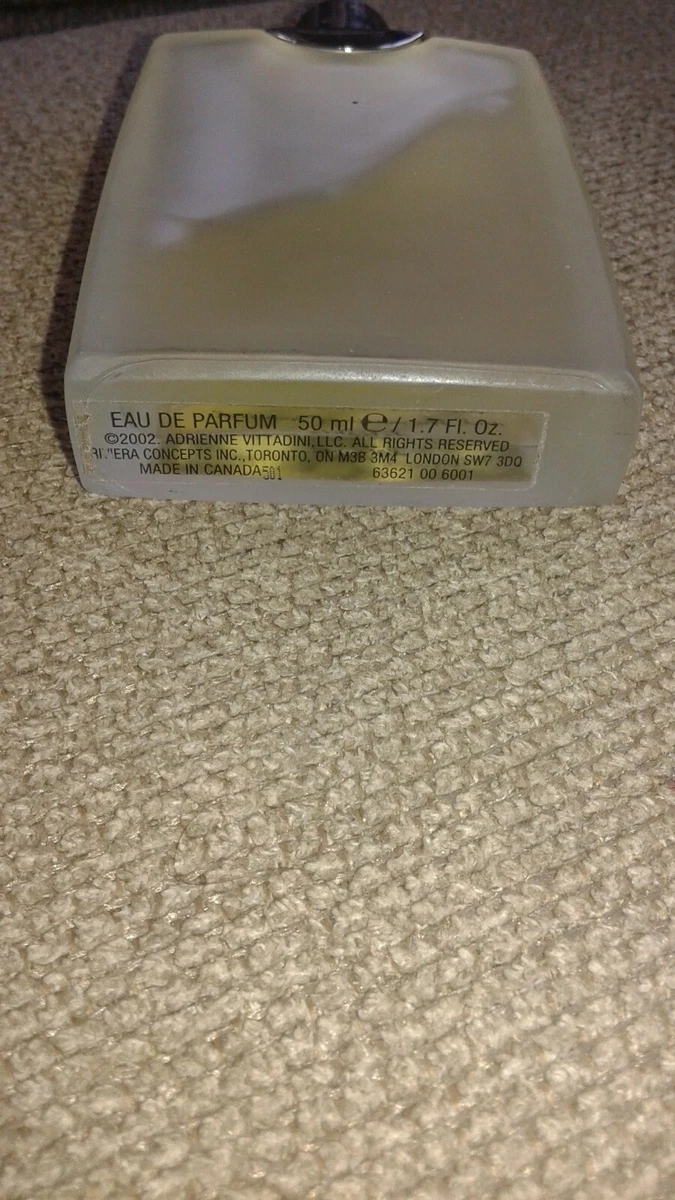 EAU DE PARFUM 50 ml ℮ / 1.7 Fl. Oz.
©2002. ADRIENNE VITTADINI, LLC. ALL RIGHTS RESERVED
CONCEPTS INC., TORONTO, ON M3B 3M4 LONDON SW7 3DQ
MADE IN CANADA 501 63621 00 6001